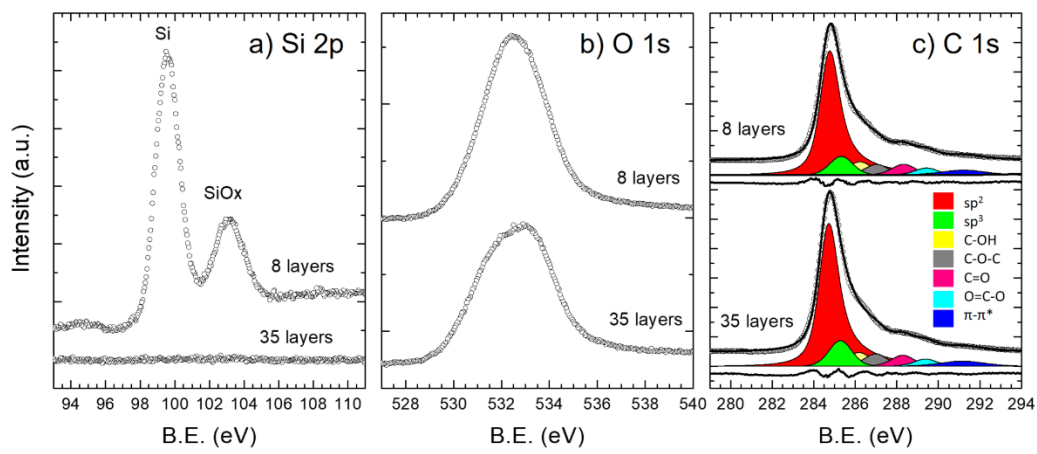 Intensity (a.u.)
a) Si 2p
Si
SiOx
8 layers
35 layers
94 96 98 100 102 104 106 108 110
B.E. (eV)
b) O 1s
8 layers
35 layers
528 530 532 534 536 538 540
B.E. (eV)
c) C 1s
8 layers
35 layers
sp²
sp³
C-OH
C-O-C
C=O
O=C-O
π-π*
280 282 284 286 288 290 292 294
B.E. (eV)